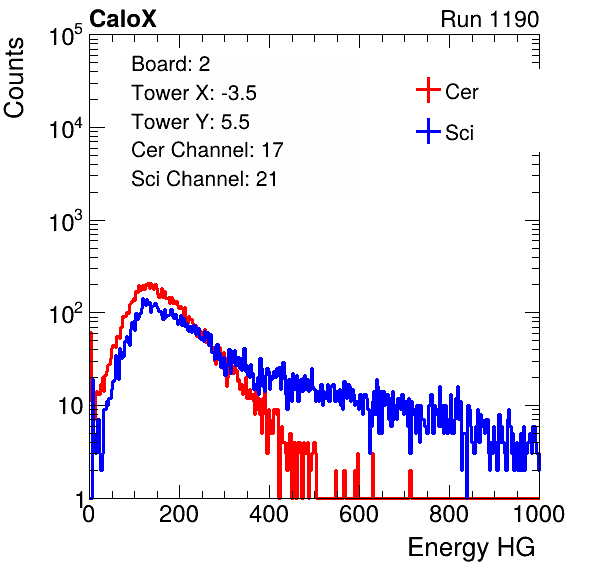 CaloX
Run 1190
Counts
Board: 2
Tower X: -3.5
Tower Y: 5.5
Cer Channel: 17
Sci Channel: 21
Cer
Sci
10^5
10^4
10^3
10^2
10
1
0 200 400 600 800 1000
Energy HG